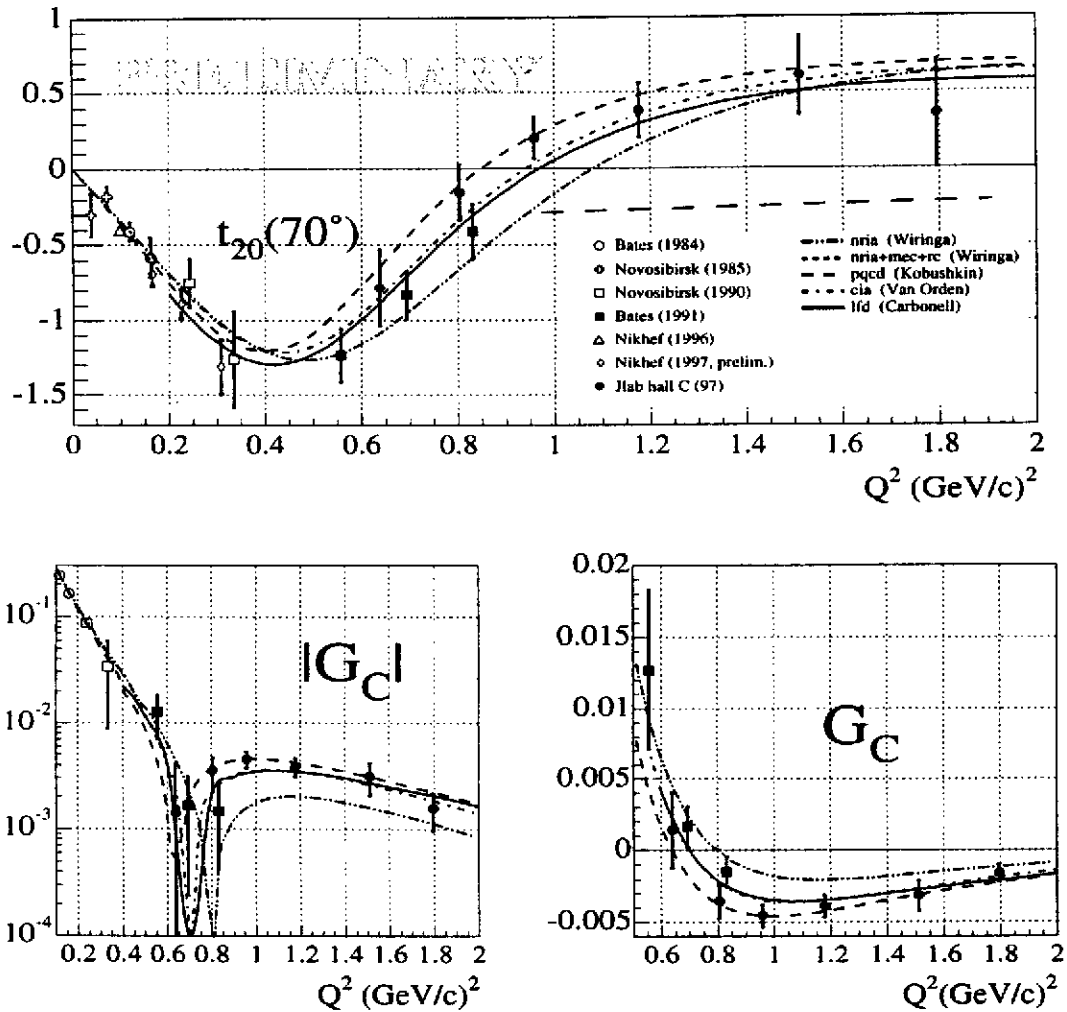 PRELIMINARY
1
0.5
0
-0.5
-1
-1.5
t20(70°)
Bates (1984)
Novosibirsk (1985)
Novosibirsk (1990)
Bates (1991)
Nikhef (1996)
Nikhef (1997, prelim.)
Jlab hall C (97)
nria (Wiringa)
nria+mec+rc (Wiringa)
pqcd (Kobushkin)
cia (Van Orden)
lfd (Carbonell)
0 0.2 0.4 0.6 0.8 1 1.2 1.4 1.6 1.8 2
Q² (GeV/c)²
10⁻¹
10⁻²
10⁻³
10⁻⁴
|G_C|
0.2 0.4 0.6 0.8 1 1.2 1.4 1.6 1.8 2
Q² (GeV/c)²
0.02
0.015
0.01
0.005
0
-0.005
G_C
0.6 0.8 1 1.2 1.4 1.6 1.8 2
Q²(GeV/c)²